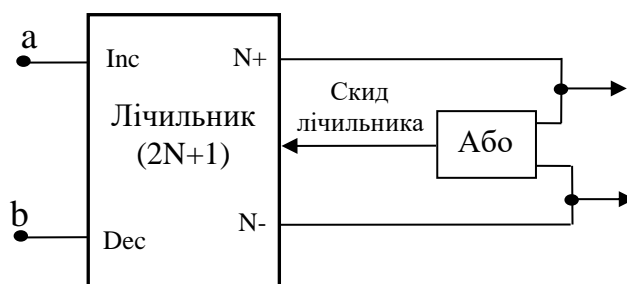 a
Inc
N+
Лічильник
(2N+1)
Скид
лічильника
Або
b
Dec
N-